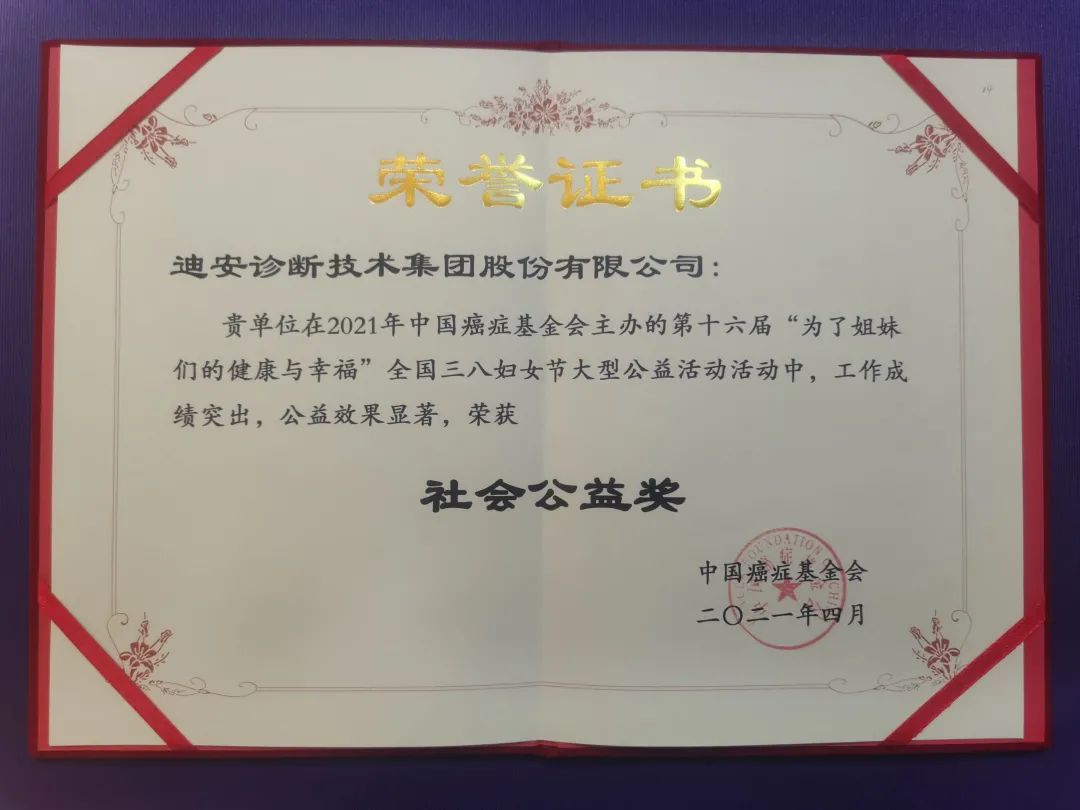 14
荣誉证书
迪安诊断技术集团股份有限公司：
贵单位在2021年中国癌症基金会主办的第十六届“为了姐妹
们的健康与幸福”全国三八妇女节大型公益活动活动中，工作成
绩突出，公益效果显著，荣获
社会公益奖
中国癌症基金会
二〇二一年四月